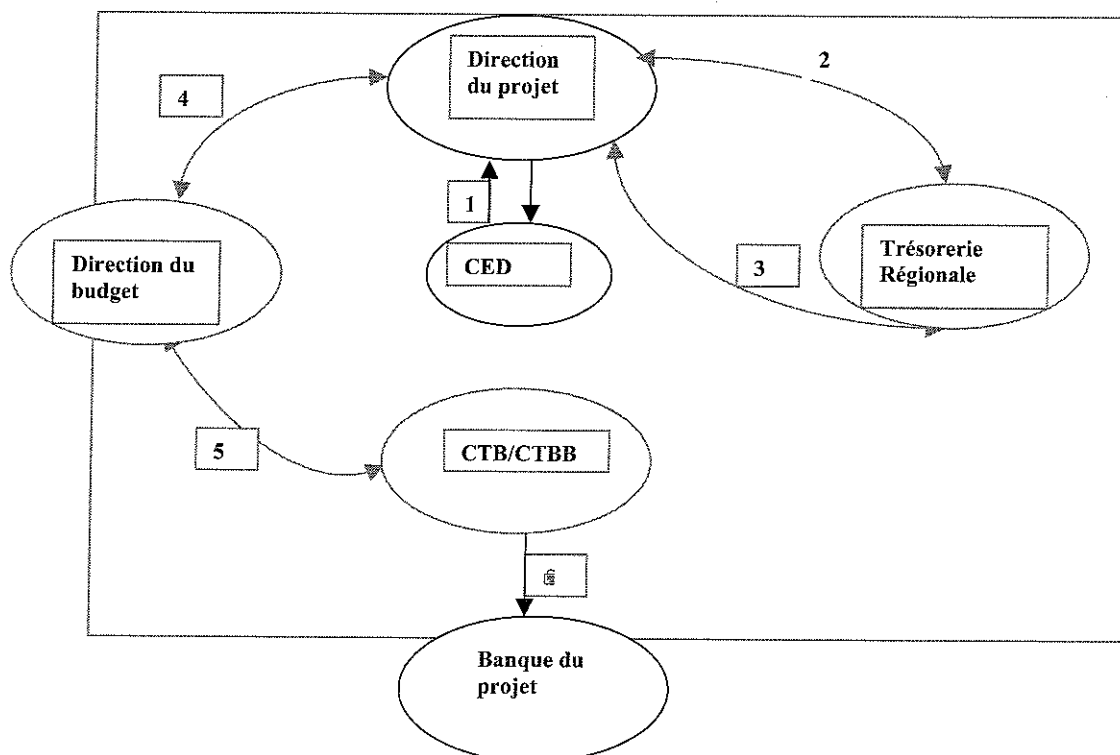 Direction
du projet
2
4
1
CED
Direction du
budget
3
Trésorerie
Régionale
5
CTB/CTBB
Banque du
projet